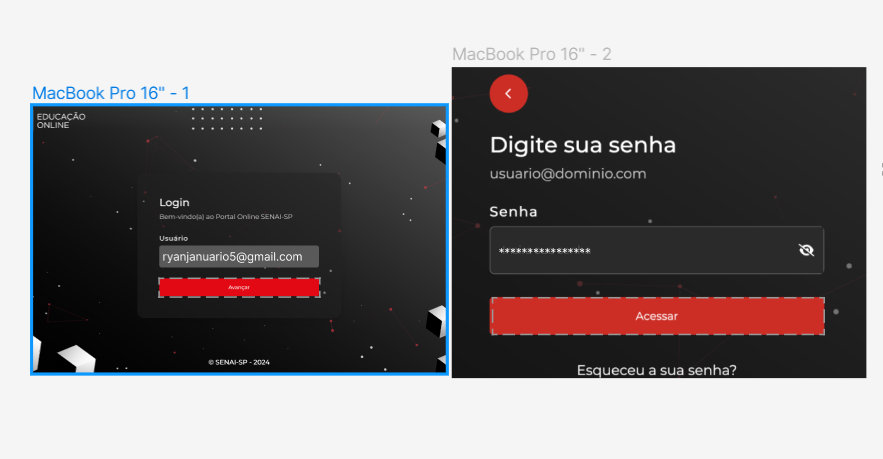 MacBook Pro 16" - 1
EDUCAÇÃO
ONLINE
Login
Bem-vindo(a) ao Portal Online SENAI-SP
Usuário
ryanjanuario5@gmail.com
Avançar
© SENAI-SP - 2024
MacBook Pro 16" - 2
Digite sua senha
usuario@dominio.com
Senha
****************
Acessar
Esqueceu a sua senha?